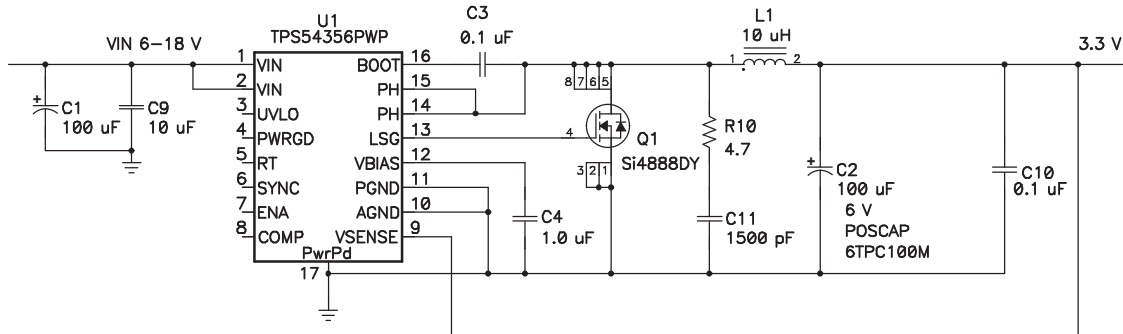 VIN 6-18 V
C1
100 uF
C9
10 uF
U1
TPS54356PWP
1 VIN
2 VIN
3 UVLO
4 PWRGD
5 RT
6 SYNC
7 ENA
8 COMP
BOOT 16
PH 15
PH 14
LSG 13
VBIAS 12
PGND 11
AGND 10
VSENSE 9
PwrPd
17
C3
0.1 uF
C4
1.0 uF
8 7 6 5
4
3 2 1
Q1
Si4888DY
R10
4.7
C11
1500 pF
L1
10 uH
1 2
C2
100 uF
6 V
POSCAP
6TPC100M
C10
0.1 uF
3.3 V